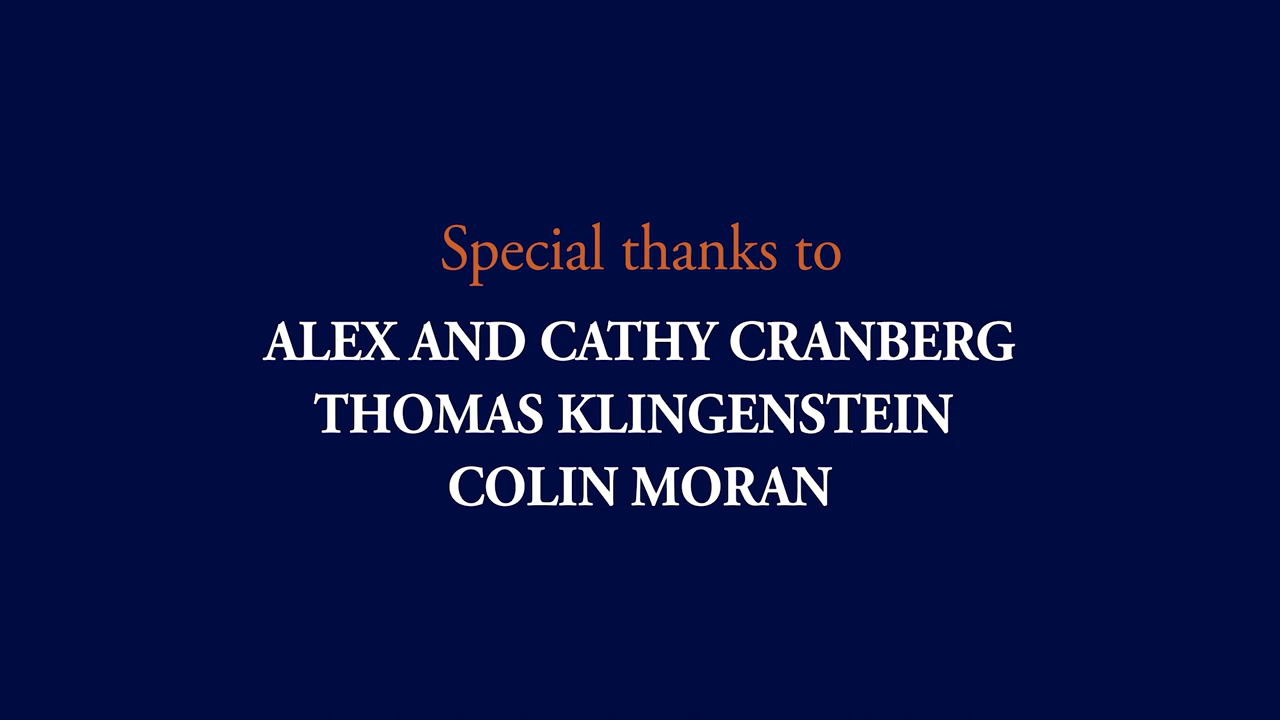 Special thanks to
ALEX AND CATHY CRANBERG
THOMAS KLINGENSTEIN
COLIN MORAN